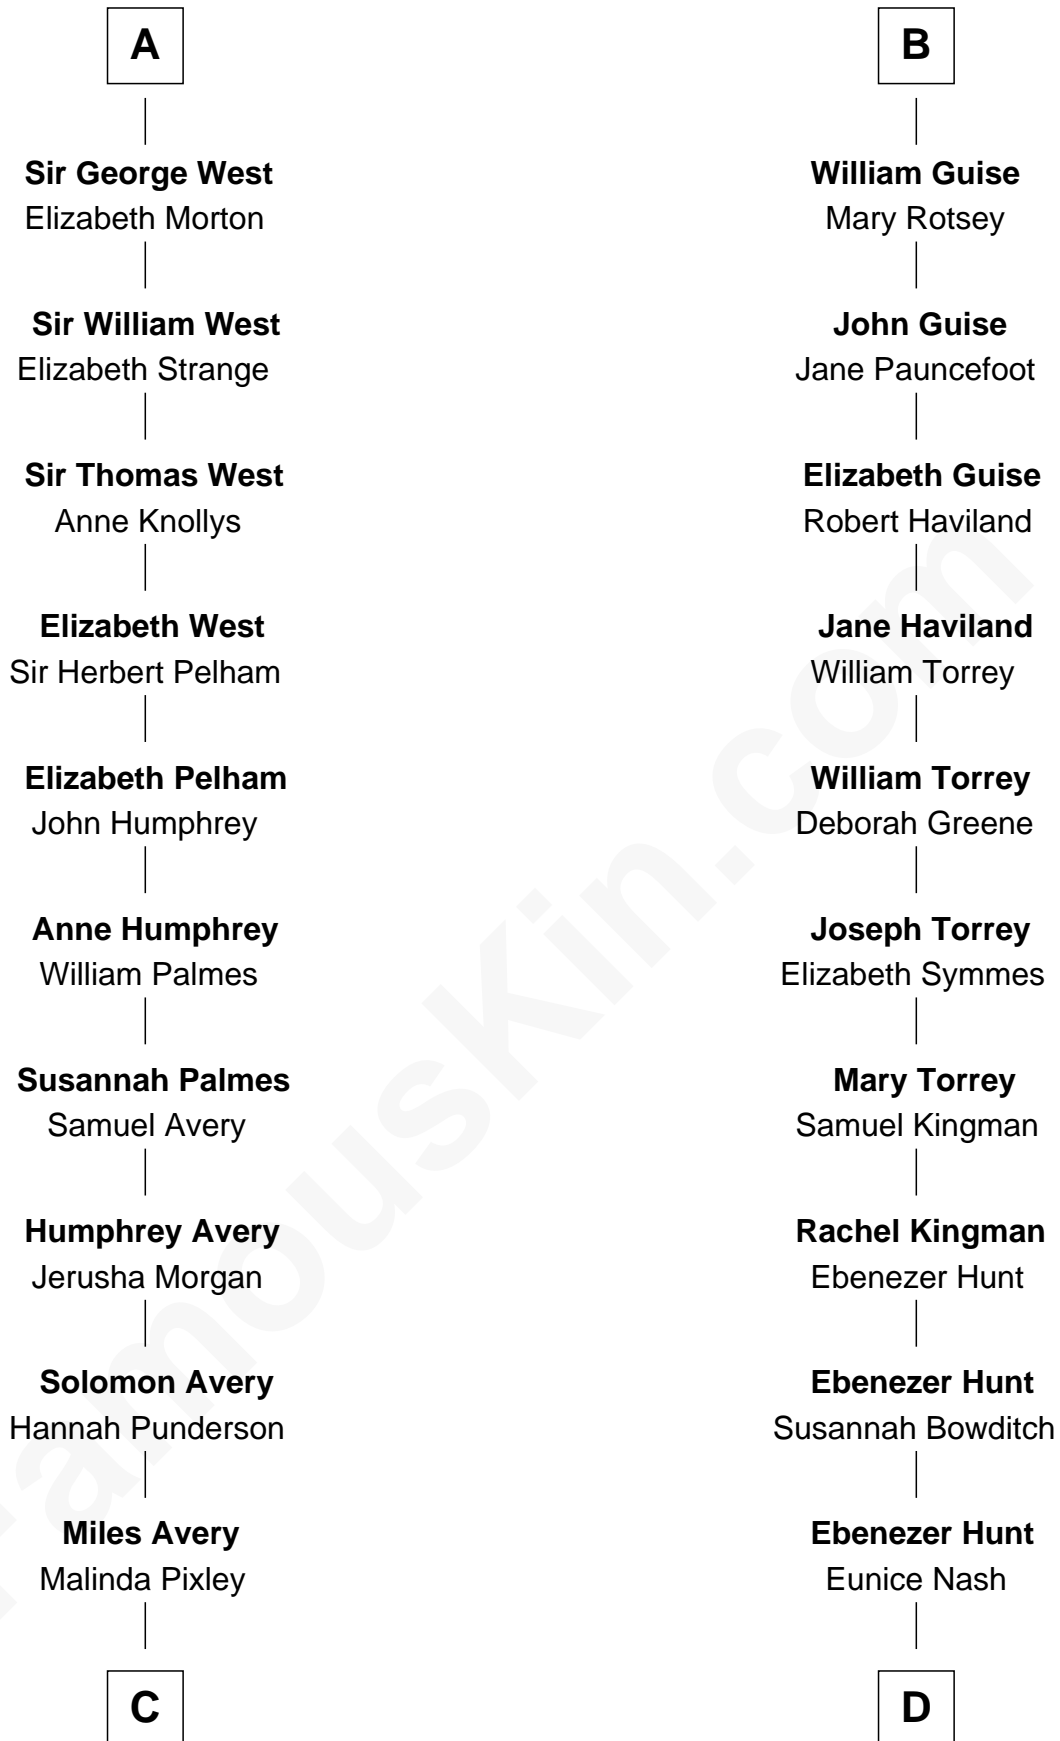 A
Sir George West
Elizabeth Morton
Sir William West
Elizabeth Strange
Sir Thomas West
Anne Knollys
Elizabeth West
Sir Herbert Pelham
Elizabeth Pelham
John Humphrey
Anne Humphrey
William Palmes
Susannah Palmes
Samuel Avery
Humphrey Avery
Jerusha Morgan
Solomon Avery
Hannah Punderson
Miles Avery
Malinda Pixley
C
B
William Guise
Mary Rotsey
John Guise
Jane Pauncefoot
Elizabeth Guise
Robert Haviland
Jane Haviland
William Torrey
William Torrey
Deborah Greene
Joseph Torrey
Elizabeth Symmes
Mary Torrey
Samuel Kingman
Rachel Kingman
Ebenezer Hunt
Ebenezer Hunt
Susannah Bowditch
Ebenezer Hunt
Eunice Nash
D
FamousKin.com